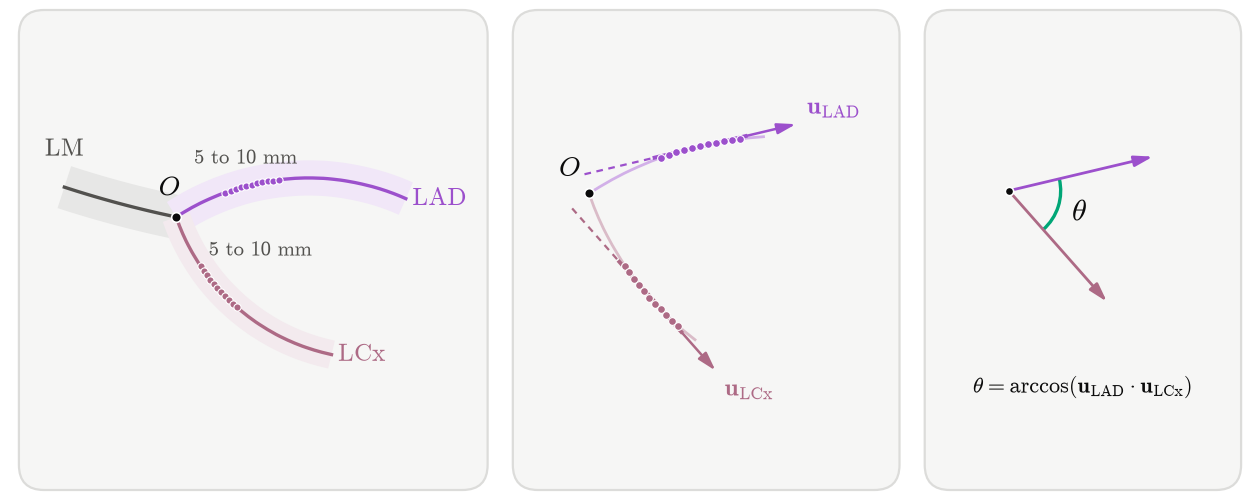 LM
O
5 to 10 mm
LAD
5 to 10 mm
LCx
O
u_LAD
u_LCx
θ
θ = arccos(u_LAD · u_LCx)